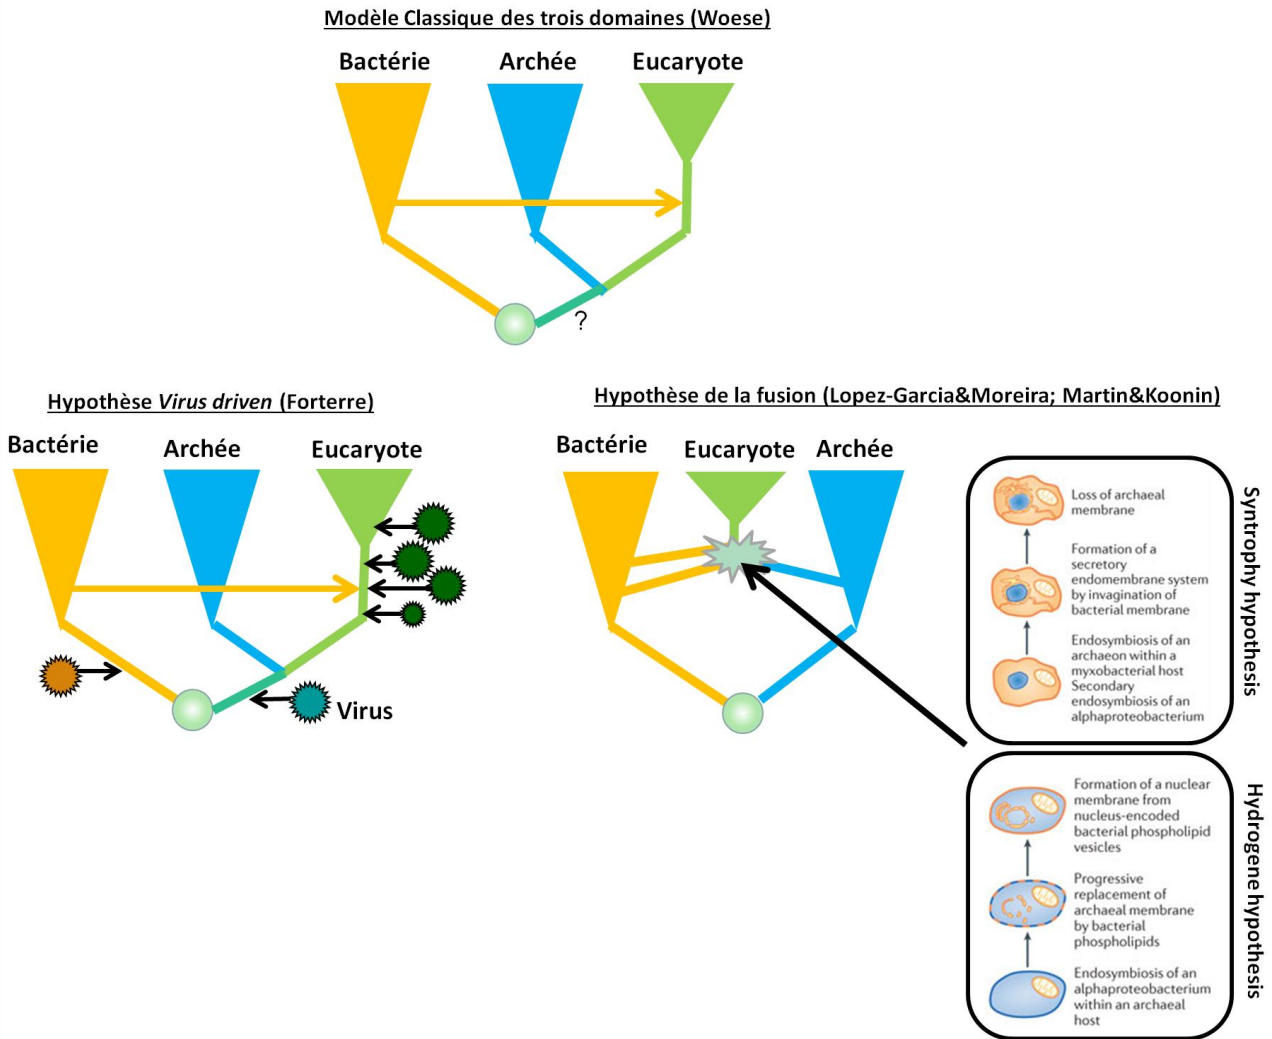 Modèle Classique des trois domaines (Woese)
Bactérie
Archée
Eucaryote
?
Hypothèse Virus driven (Forterre)
Bactérie
Archée
Eucaryote
Virus
Hypothèse de la fusion (Lopez-Garcia&Moreira; Martin&Koonin)
Bactérie
Eucaryote
Archée
Loss of archaeal
membrane
Formation of a
secretory
endomembrane system
by invagination of
bacterial membrane
Endosymbiosis of an
archaeon within a
myxobacterial host
Secondary
endosymbiosis of an
alphaproteobacterium
Syntrophy hypothesis
Formation of a nuclear
membrane from
nucleus-encoded
bacterial phospholipid
vesicles
Progressive
replacement of
archaeal membrane
by bacterial
phospholipids
Endosymbiosis of an
alphaproteobacterium
within an archaeal
host
Hydrogene hypothesis